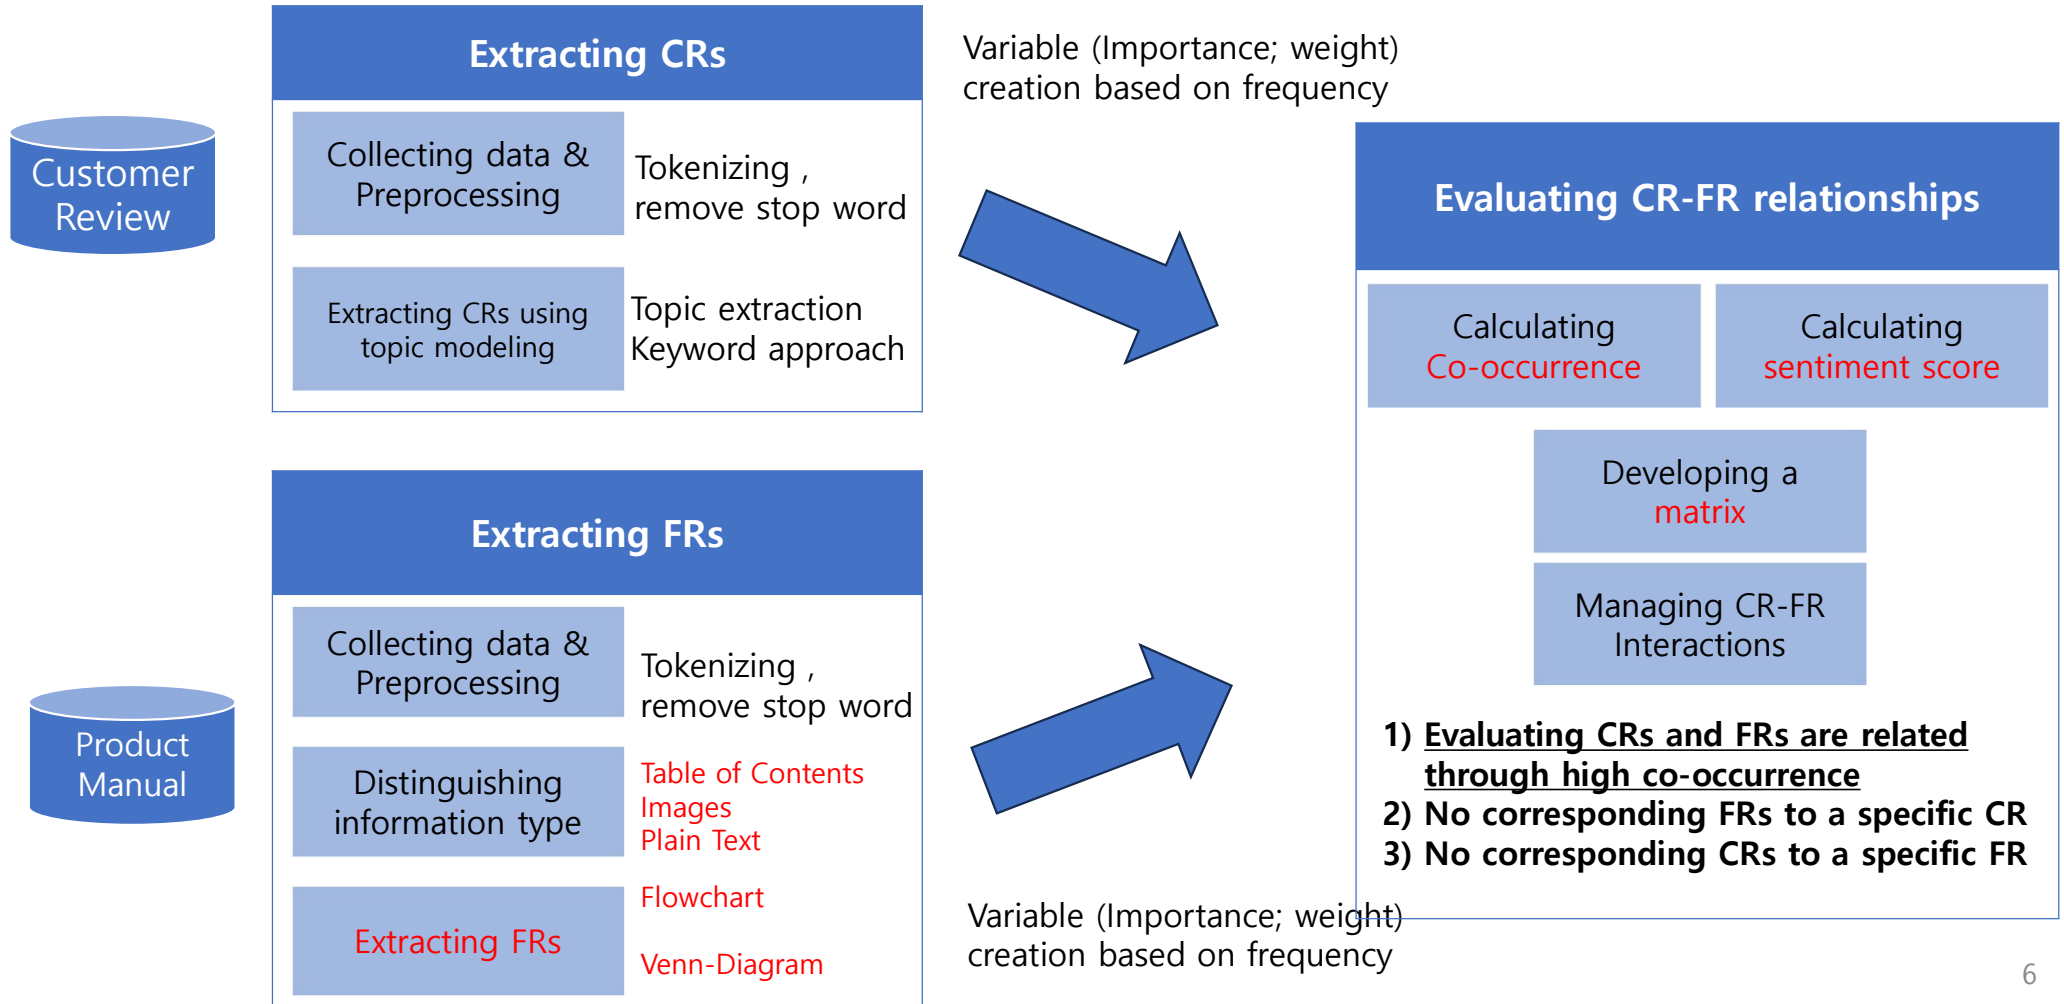 Extracting CRs
Variable (Importance; weight)
creation based on frequency
Customer
Review
Collecting data &
Preprocessing
Tokenizing ,
remove stop word
Extracting CRs using
topic modeling
Topic extraction
Keyword approach
Extracting FRs
Product
Manual
Collecting data &
Preprocessing
Tokenizing ,
remove stop word
Distinguishing
information type
Table of Contents
Images
Plain Text
Extracting FRs
Flowchart
Venn-Diagram
Variable (Importance; weight)
creation based on frequency
Evaluating CR-FR relationships
Calculating
Co-occurrence
Calculating
sentiment score
Developing a
matrix
Managing CR-FR
Interactions
1) Evaluating CRs and FRs are related
through high co-occurrence
2) No corresponding FRs to a specific CR
3) No corresponding CRs to a specific FR
6